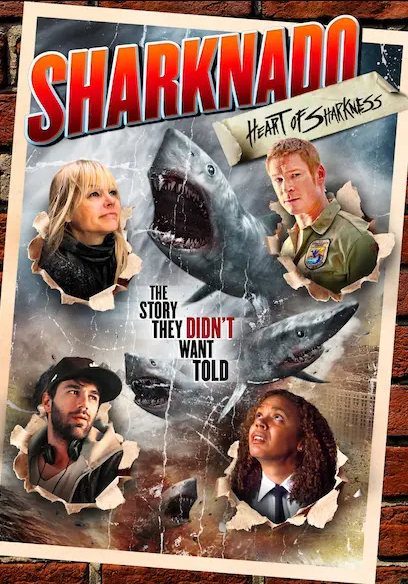 SHARKNADO
HEART OF SHARKNESS
THE
STORY
THEY DIDN'T
WANT
TOLD